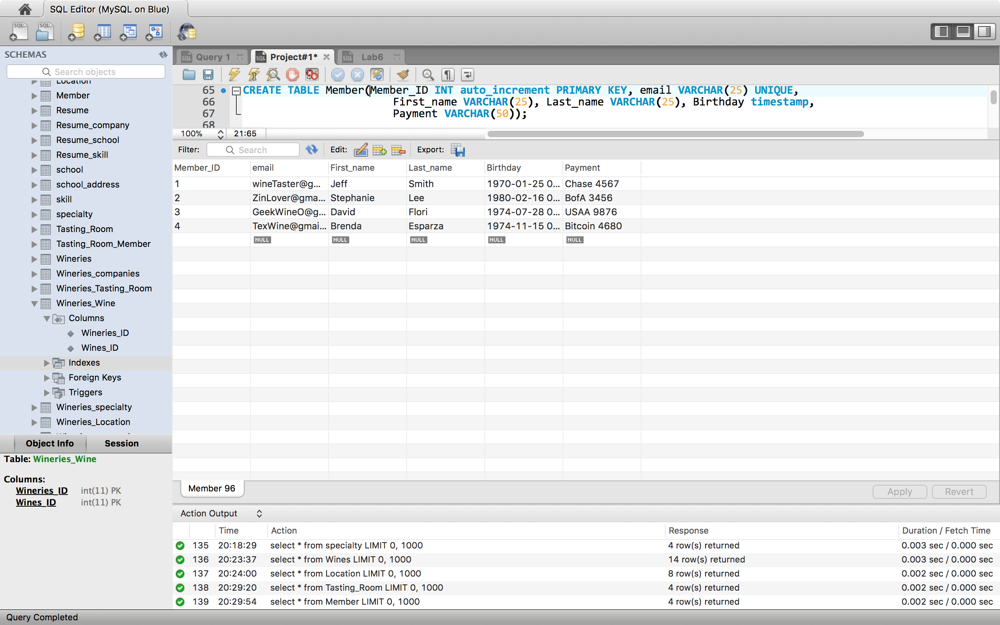 SQL Editor (MySQL on Blue)
SQL SQL
SCHEMAS
Search objects
Location
Member
Resume
Resume_company
Resume_school
Resume_skill
school
school_address
skill
specialty
Tasting_Room
Tasting_Room_Member
Wineries
Wineries_companies
Wineries_Tasting_Room
Wineries_Wine
Columns
Wineries_ID
Wines_ID
Indexes
Foreign Keys
Triggers
Wineries_specialty
Wineries_Location
Object Info Session
Table: Wineries_Wine
Columns:
Wineries_ID int(11) PK
Wines_ID int(11) PK
SQL Query 1 SQL Project#1* SQL Lab6
65 CREATE TABLE Member(Member_ID INT auto_increment PRIMARY KEY, email VARCHAR(25) UNIQUE,
66 First_name VARCHAR(25), Last_name VARCHAR(25), Birthday timestamp,
67 Payment VARCHAR(50));
68
100% 21:65
Filter: Search Edit: Export:
Member_ID email First_name Last_name Birthday Payment
1 wineTaster@g... Jeff Smith 1970-01-25 0... Chase 4567
2 ZinLover@gma... Stephanie Lee 1980-02-16 0... BofA 3456
3 GeekWineO@g... David Flori 1974-07-28 0... USAA 9876
4 TexWine@gmai... Brenda Esparza 1974-11-15 0... Bitcoin 4680
NULL NULL NULL NULL NULL
Member 96 Apply Revert
Action Output
Time Action Response Duration / Fetch Time
135 20:18:29 select * from specialty LIMIT 0, 1000 4 row(s) returned 0.003 sec / 0.000 sec
136 20:23:37 select * from Wines LIMIT 0, 1000 14 row(s) returned 0.003 sec / 0.000 sec
137 20:24:00 select * from Location LIMIT 0, 1000 8 row(s) returned 0.002 sec / 0.000 sec
138 20:29:20 select * from Tasting_Room LIMIT 0, 1000 4 row(s) returned 0.002 sec / 0.000 sec
139 20:29:54 select * from Member LIMIT 0, 1000 4 row(s) returned 0.002 sec / 0.000 sec
Query Completed